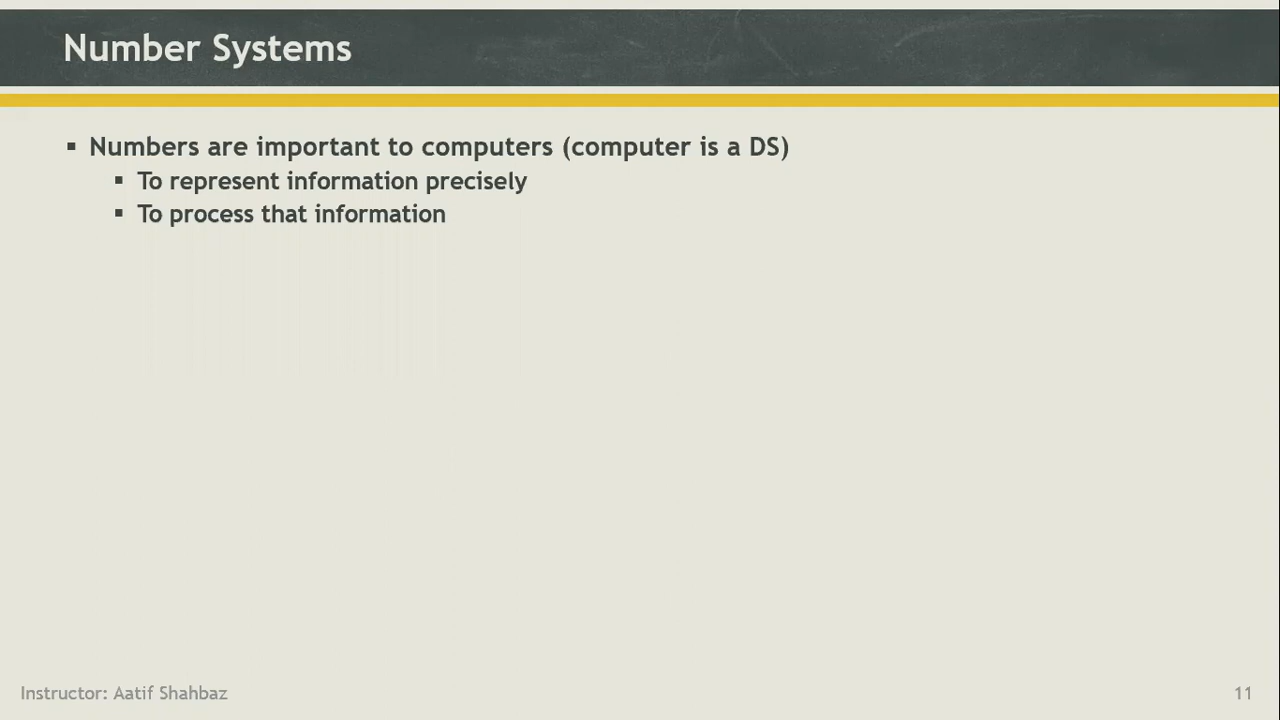 Number Systems
▪ Numbers are important to computers (computer is a DS)
▪ To represent information precisely
▪ To process that information
Instructor: Aatif Shahbaz
11